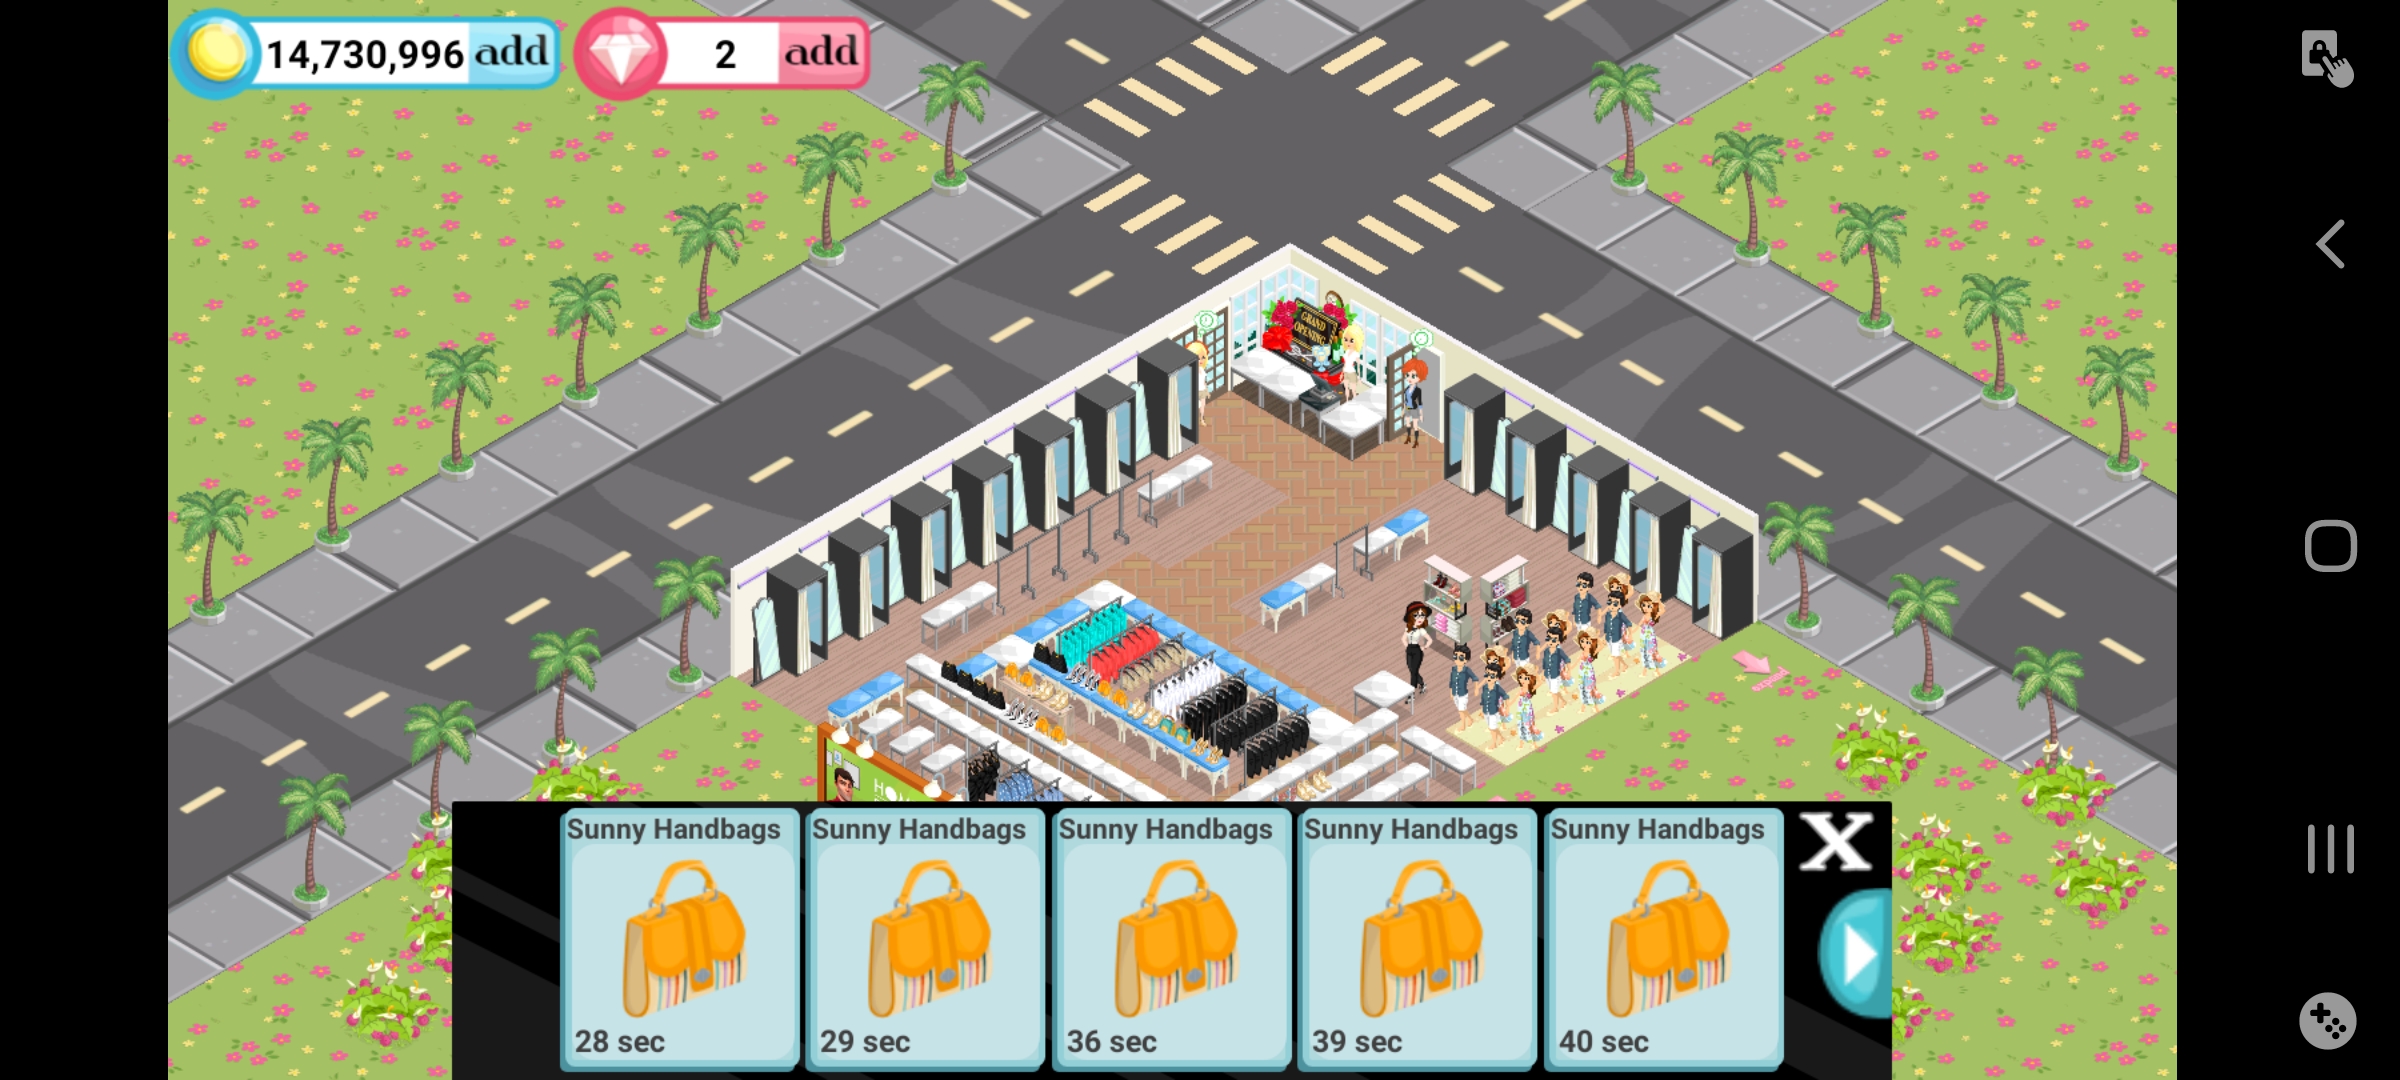 14,730,996 add 2 add
GRAND
OPENING
Sunny Handbags Sunny Handbags Sunny Handbags Sunny Handbags Sunny Handbags X
28 sec 29 sec 36 sec 39 sec 40 sec